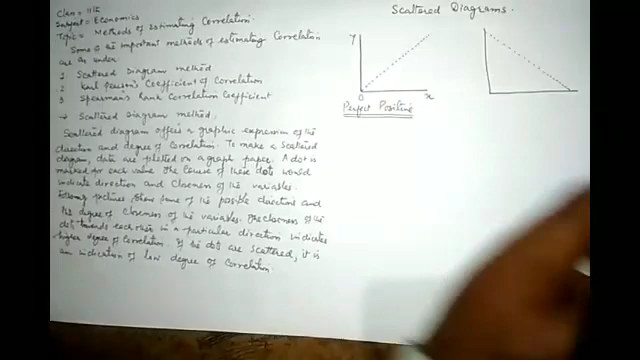 Class = 11th
Subject = Economics
Topic = Methods of estimating Correlation.
Some of the important methods of estimating Correlation
are as under:
1. Scattered Diagram method
2. Karl Pearson's Coefficient of Correlation
3. Spearman's Rank Correlation Coefficient
→ Scattered Diagram method.
Scattered diagram offers a graphic expression of the
direction and degree of Correlation. To make a Scattered
diagram, data are plotted on a graph paper. A dot is
marked for each value. The Course of these dots would
indicate direction and Closeness of the variables.
Following pictures show some of the possible directions and
the degree of Closeness of the variables. The Closeness of the
dots towards each other in a particular direction indicates
higher degree of Correlation. If the dots are Scattered, it is
an indication of low degree of Correlation.
Scattered Diagrams.
Y
0
x
Perfect Positive